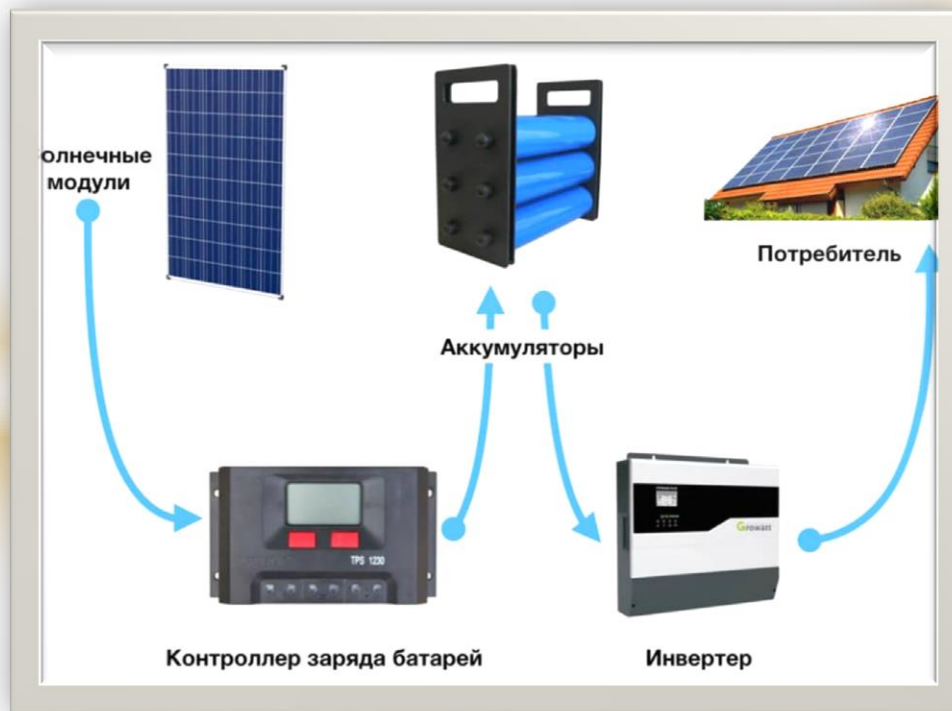 олнечные
модули
Потребитель
Аккумуляторы
TPS 1230
Growatt
Контроллер заряда батарей
Инвертер